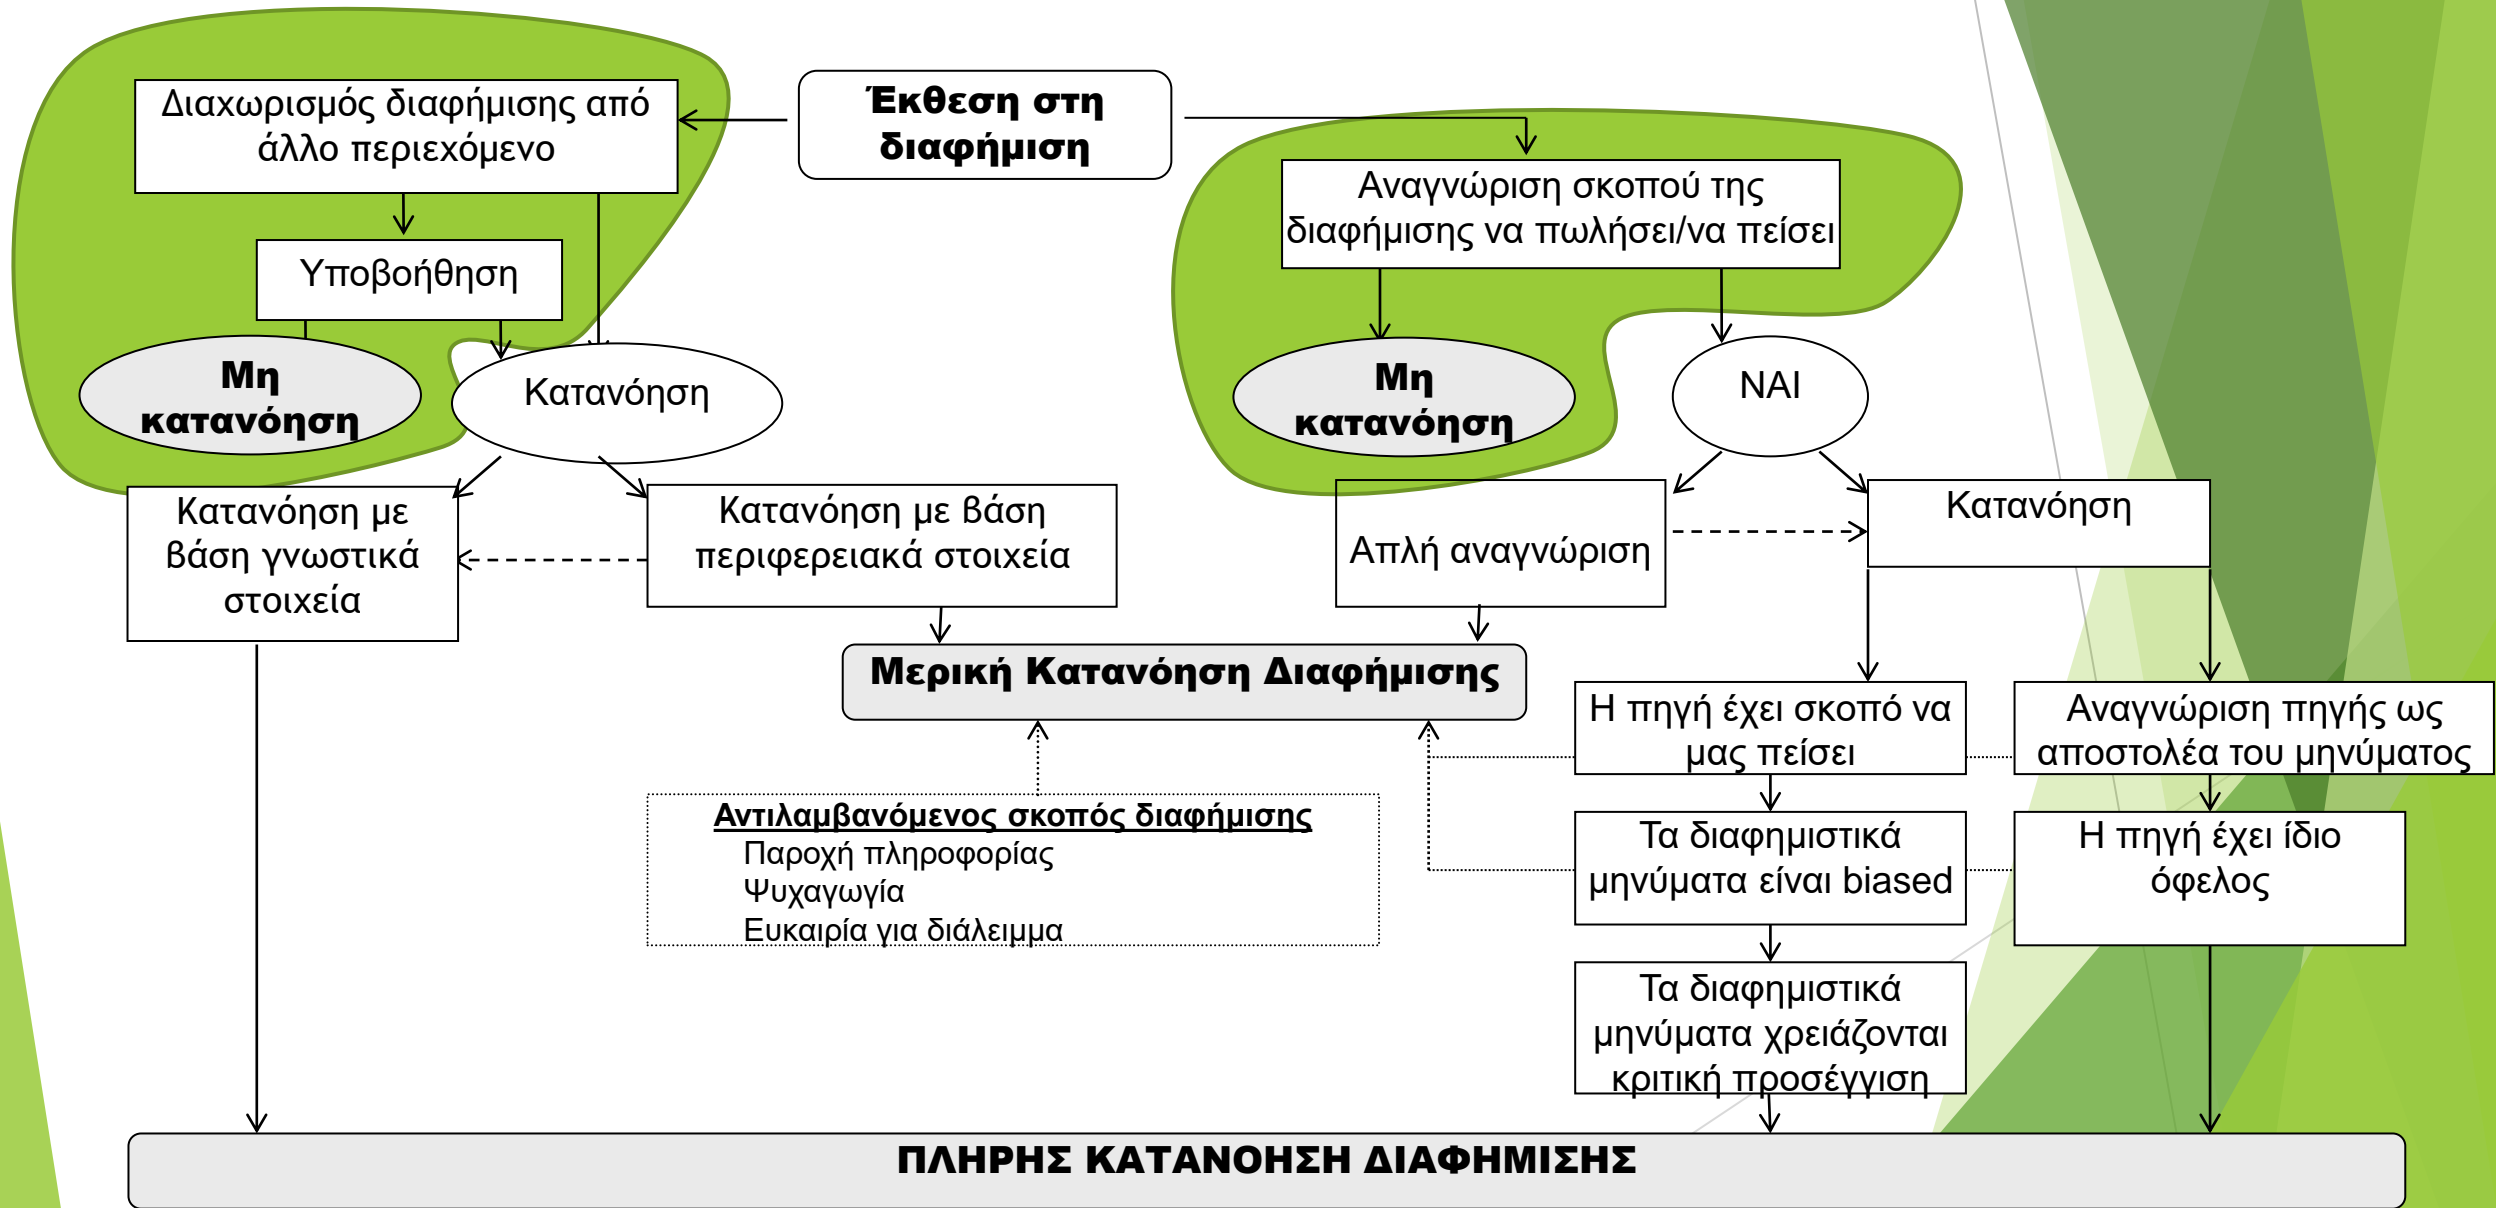 Έκθεση στη
διαφήμιση
Διαχωρισμός διαφήμισης από
άλλο περιεχόμενο
Υποβοήθηση
Μη
κατανόηση
Κατανόηση
Κατανόηση με
βάση γνωστικά
στοιχεία
Κατανόηση με βάση
περιφερειακά στοιχεία
Αναγνώριση σκοπού της
διαφήμισης να πωλήσει/να πείσει
Μη
κατανόηση
ΝΑΙ
Απλή αναγνώριση
Κατανόηση
Μερική Κατανόηση Διαφήμισης
Αντιλαμβανόμενος σκοπός διαφήμισης
Παροχή πληροφορίας
Ψυχαγωγία
Ευκαιρία για διάλειμμα
Η πηγή έχει σκοπό να
μας πείσει
Αναγνώριση πηγής ως
αποστολέα του μηνύματος
Τα διαφημιστικά
μηνύματα είναι biased
Η πηγή έχει ίδιο
όφελος
Τα διαφημιστικά
μηνύματα χρειάζονται
κριτική προσέγγιση
ΠΛΗΡΗΣ ΚΑΤΑΝΟΗΣΗ ΔΙΑΦΗΜΙΣΗΣ